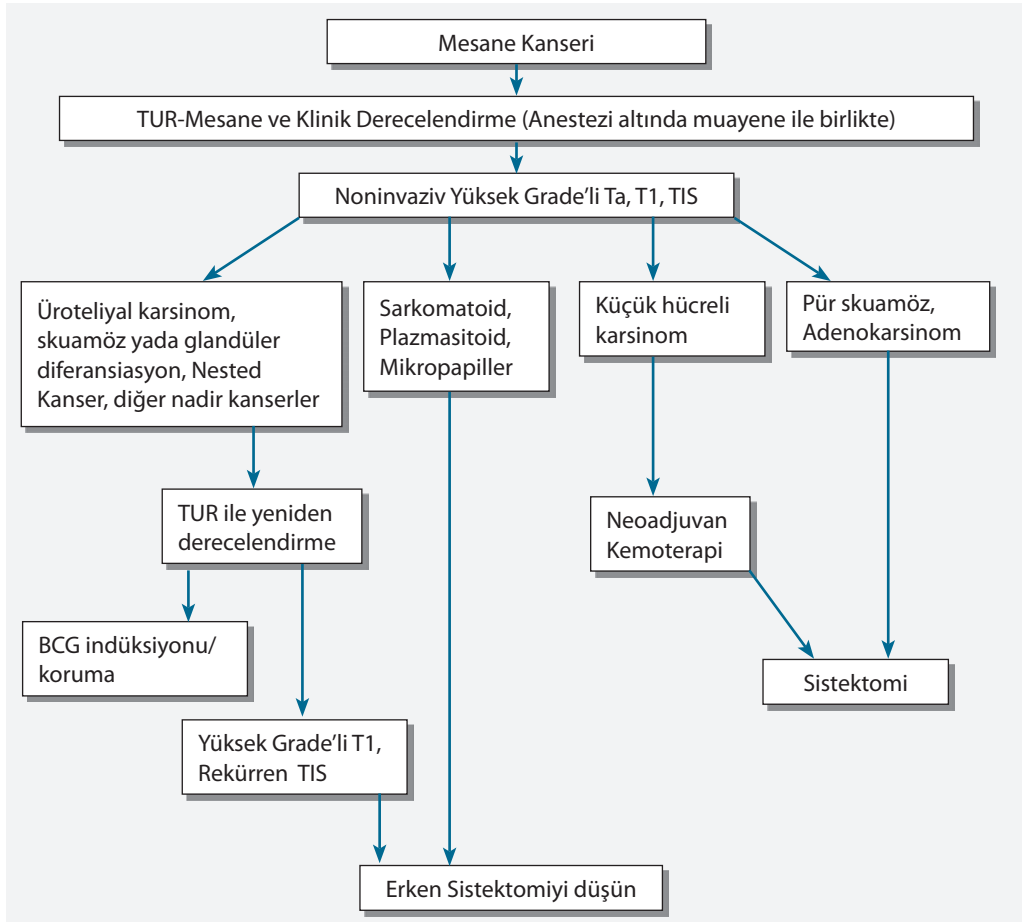 Mesane Kanseri
TUR-Mesane ve Klinik Derecelendirme (Anestezi altında muayene ile birlikte)
Noninvaziv Yüksek Grade’li Ta, T1, TIS
Üroteliyal karsinom,
skuamöz yada glandüler
diferansiasyon, Nested
Kanser, diğer nadir kanserler
Sarkomatoid,
Plazmasitoid,
Mikropapiller
Küçük hücreli
karsinom
Pür skuamöz,
Adenokarsinom
TUR ile yeniden
derecelendirme
Neoadjuvan
Kemoterapi
BCG indüksiyonu/
koruma
Sistektomi
Yüksek Grade’li T1,
Rekürren TIS
Erken Sistektomiyi düşün